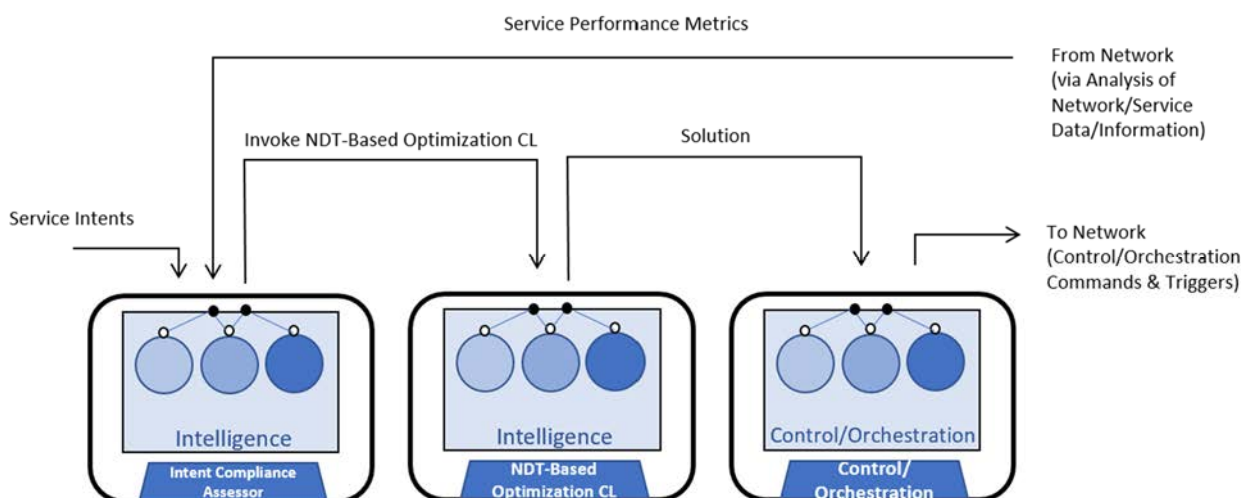 Service Performance Metrics
From Network
(via Analysis of
Network/Service
Data/Information)
Invoke NDT-Based Optimization CL
Solution
Service Intents
To Network
(Control/Orchestration
Commands & Triggers)
Intelligence
Intelligence
Control/Orchestration
Intent Compliance
Assessor
NDT-Based
Optimization CL
Control/
Orchestration